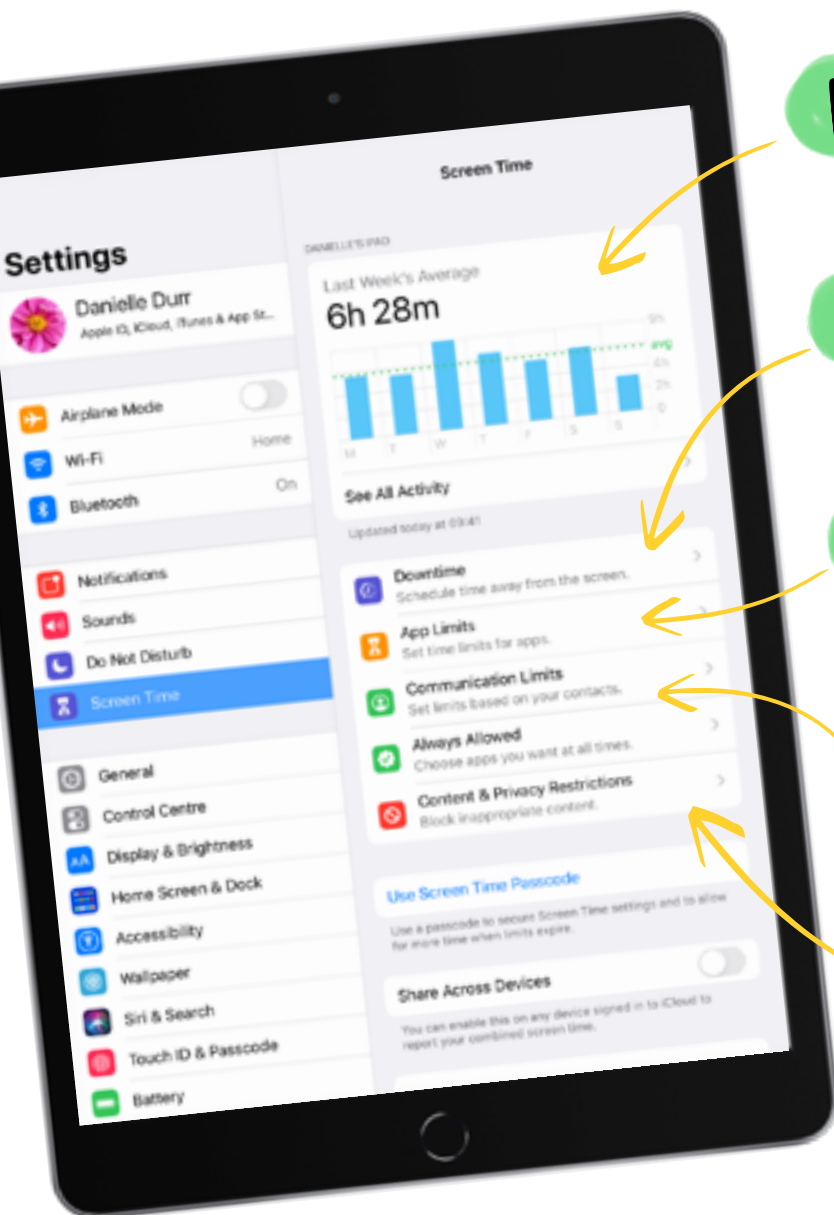 Settings
Danielle Durr
Apple ID, iCloud, iTunes & App St...
Airplane Mode
Wi-Fi
Home
Bluetooth
On
Notifications
Sounds
Do Not Disturb
Screen Time
General
Control Centre
Display & Brightness
Home Screen & Dock
Accessibility
Wallpaper
Siri & Search
Touch ID & Passcode
Battery
Screen Time
DANIELLE'S IPAD
Last Week's Average
6h 28m
9h
avg
4h
2h
0
M T W T F S S
See All Activity
Updated today at 03:41
Downtime
Schedule time away from the screen.
App Limits
Set time limits for apps.
Communication Limits
Set limits based on your contacts.
Always Allowed
Choose apps you want at all times.
Content & Privacy Restrictions
Block inappropriate content.
Use Screen Time Passcode
Use a passcode to secure Screen Time settings and to allow
for more time when limits expire.
Share Across Devices
You can enable this on any device signed in to iCloud to
report your combined screen time.